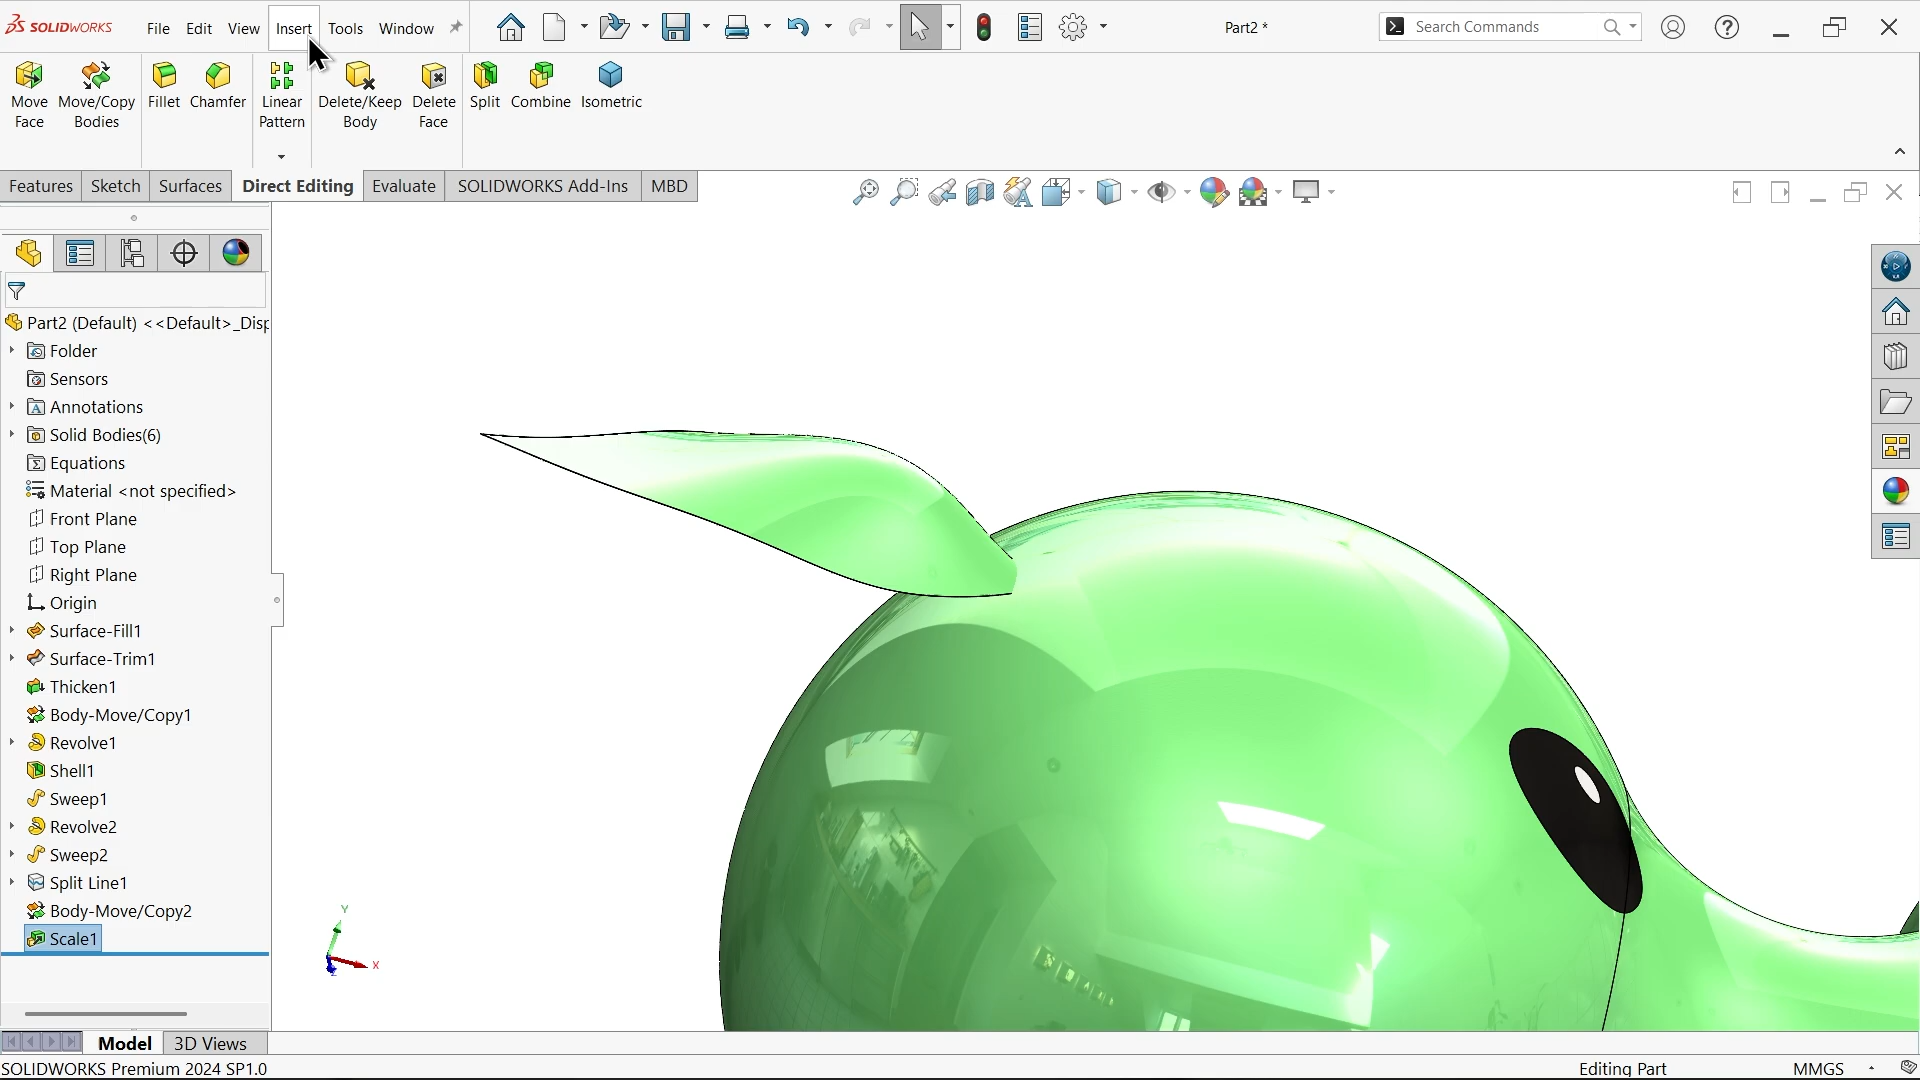 SOLIDWORKS File Edit View Insert Tools Window Part2 * Search Commands
Move Face
Move/Copy Bodies
Fillet
Chamfer
Linear Pattern
Delete/Keep Body
Delete Face
Split
Combine
Isometric
Features Sketch Surfaces Direct Editing Evaluate SOLIDWORKS Add-Ins MBD
Part2 (Default) <<Default>_Disp
Folder
Sensors
Annotations
Solid Bodies(6)
Equations
Material <not specified>
Front Plane
Top Plane
Right Plane
Origin
Surface-Fill1
Surface-Trim1
Thicken1
Body-Move/Copy1
Revolve1
Shell1
Sweep1
Revolve2
Sweep2
Split Line1
Body-Move/Copy2
Scale1
Y
X
Model 3D Views
SOLIDWORKS Premium 2024 SP1.0 Editing Part MMGS